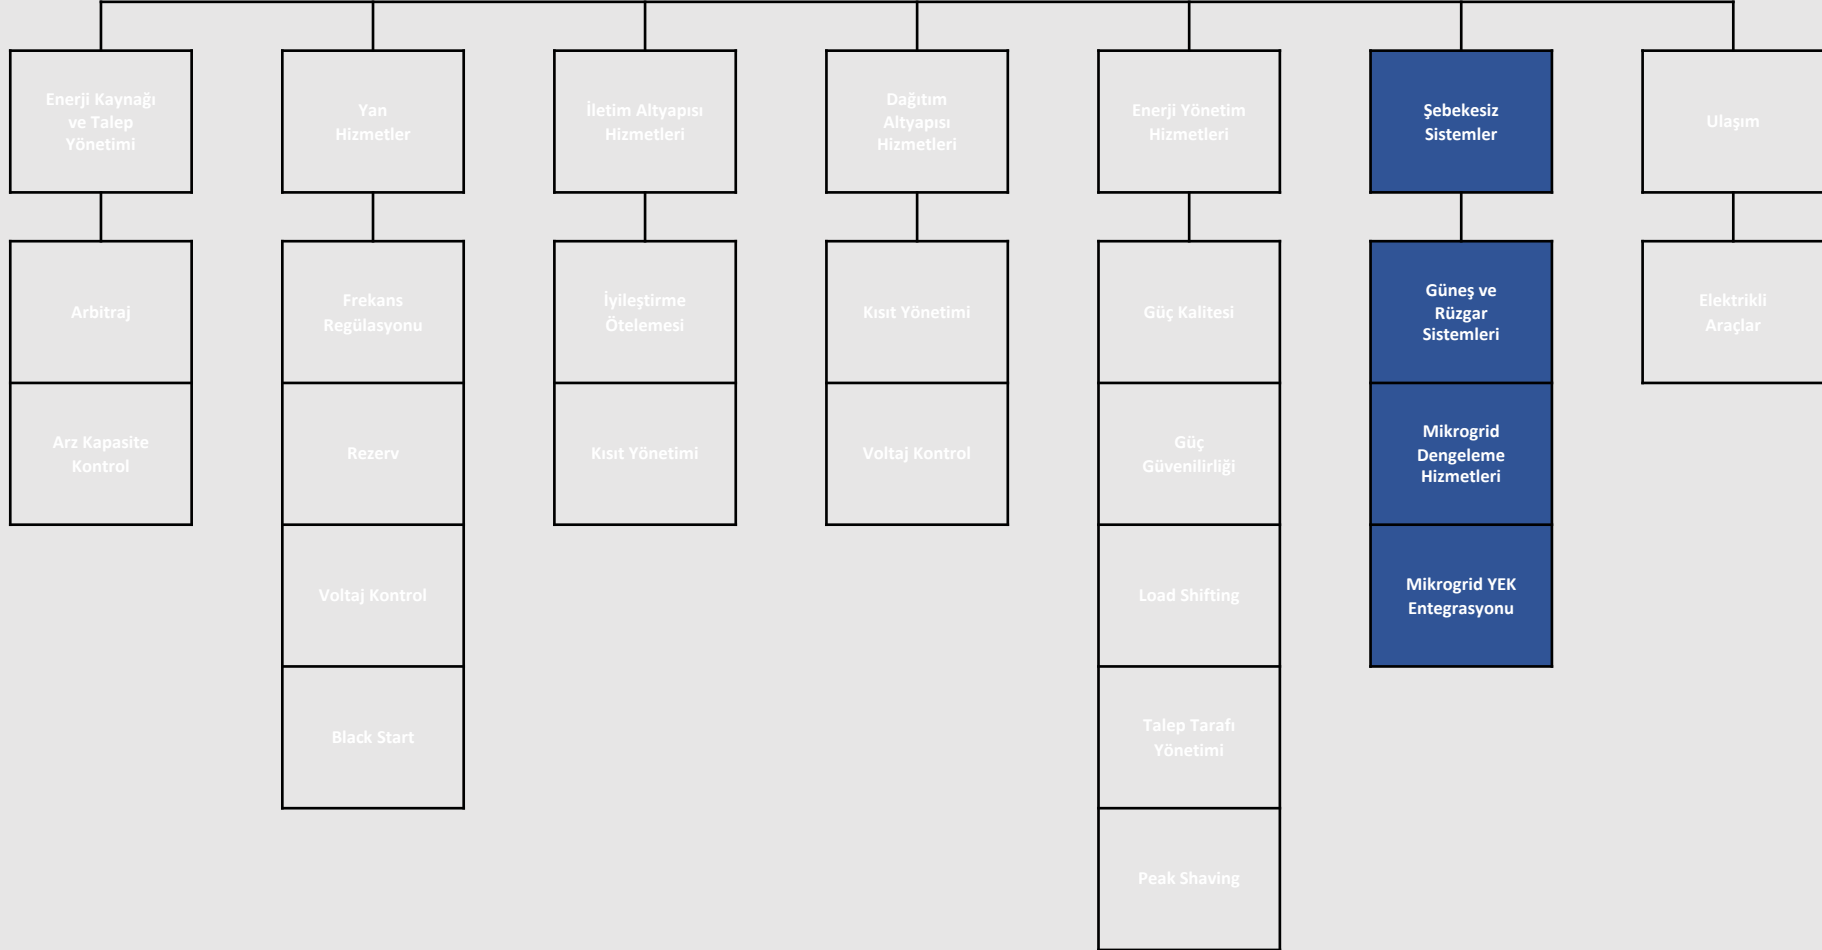 Enerji Kaynağı
ve Talep
Yönetimi
Yan
Hizmetler
İletim Altyapısı
Hizmetleri
Dağıtım
Altyapısı
Hizmetleri
Enerji Yönetim
Hizmetleri
Şebekesiz
Sistemler
Ulaşım
Arbitraj
Frekans
Regülasyonu
İyileştirme
Ötelemesi
Kısıt Yönetimi
Güç Kalitesi
Güneş ve
Rüzgar
Sistemleri
Elektrikli
Araçlar
Arz Kapasite
Kontrol
Rezerv
Kısıt Yönetimi
Voltaj Kontrol
Güç
Güvenilirliği
Mikrogrid
Dengeleme
Hizmetleri
Voltaj Kontrol
Load Shifting
Mikrogrid YEK
Entegrasyonu
Black Start
Talep Tarafı
Yönetimi
Peak Shaving